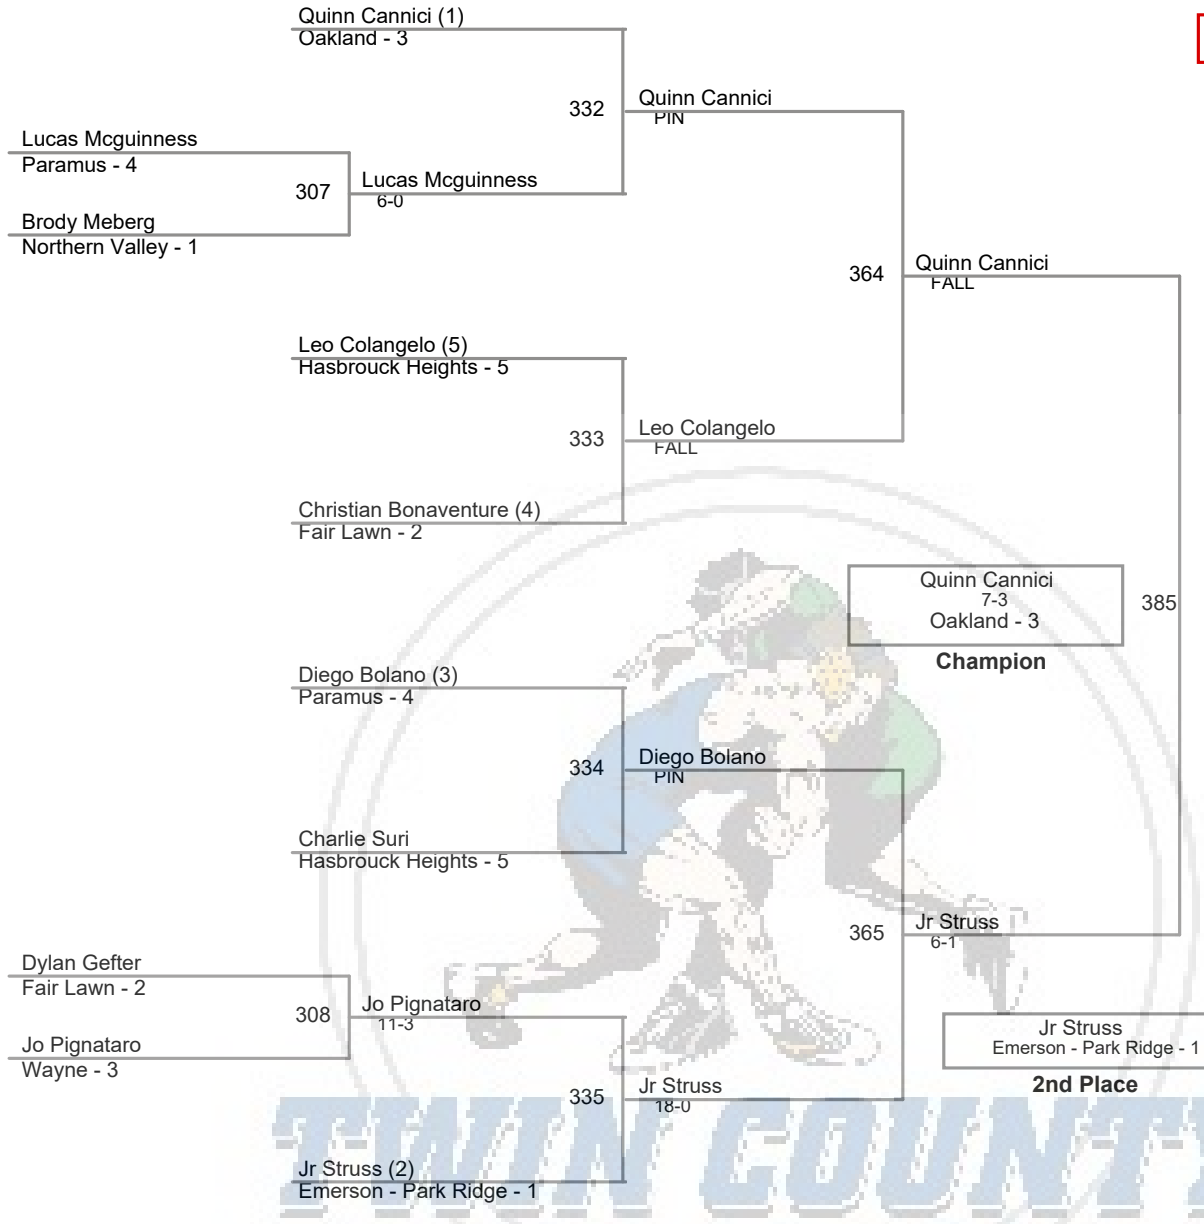 Quinn Cannici (1)
Oakland - 3
332
Quinn Cannici
PIN
Lucas Mcguinness
Paramus - 4
307
Lucas Mcguinness
6-0
Brody Meberg
Northern Valley - 1
364
Quinn Cannici
FALL
Leo Colangelo (5)
Hasbrouck Heights - 5
333
Leo Colangelo
FALL
Christian Bonaventure (4)
Fair Lawn - 2
Quinn Cannici
7-3
Oakland - 3
385
Champion
Diego Bolano (3)
Paramus - 4
334
Diego Bolano
PIN
Charlie Suri
Hasbrouck Heights - 5
365
Jr Struss
6-1
Dylan Gefter
Fair Lawn - 2
308
Jo Pignataro
11-3
Jo Pignataro
Wayne - 3
Jr Struss
Emerson - Park Ridge - 1
2nd Place
335
Jr Struss
18-0
Jr Struss (2)
Emerson - Park Ridge - 1
TWIN COUNTY